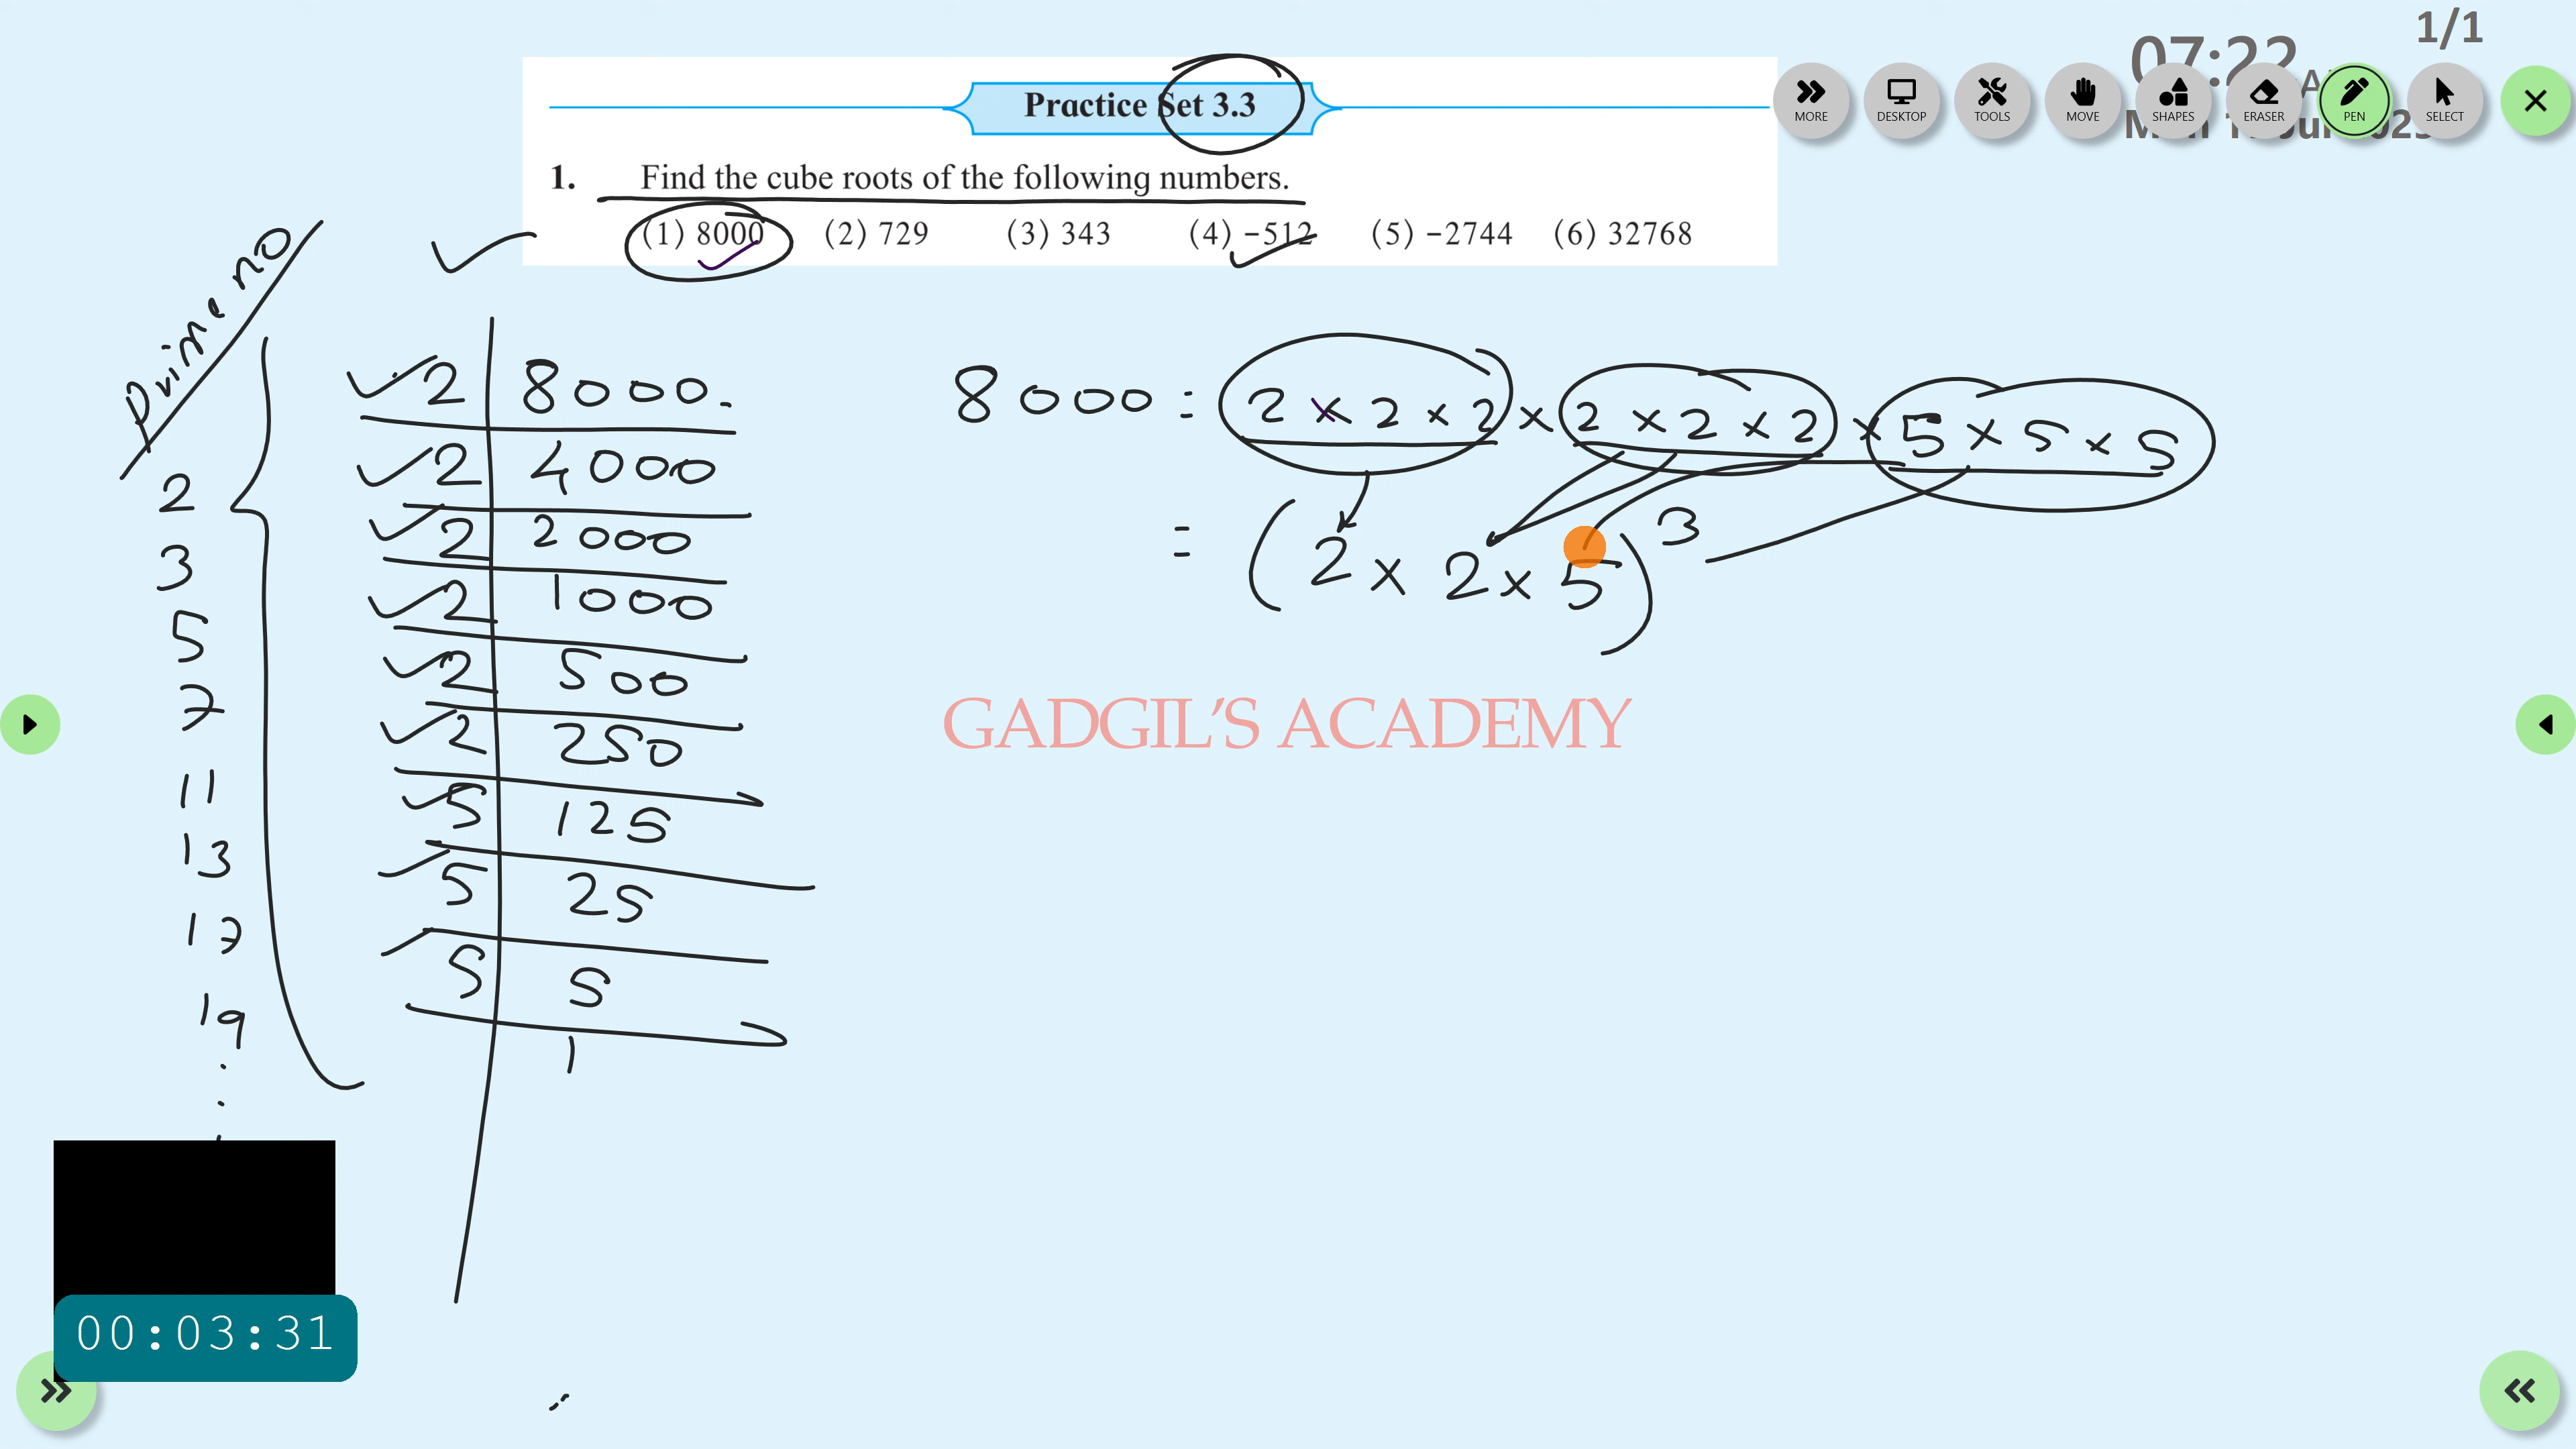 1/1
07:22
MORE DESKTOP TOOLS MOVE SHAPES ERASER PEN SELECT
Practice Set 3.3
1. Find the cube roots of the following numbers.
(1) 8000 (2) 729 (3) 343 (4) −512 (5) −2744 (6) 32768
Prime no
2
3
5
7
11
13
17
19
2 8000
2 4000
2 2000
2 1000
2 500
2 250
5 125
5 25
5 5
1
8000 = 2 × 2 × 2 × 2 × 2 × 2 × 5 × 5 × 5
= (2 × 2 × 5)3
GADGIL'S ACADEMY
00:03:31